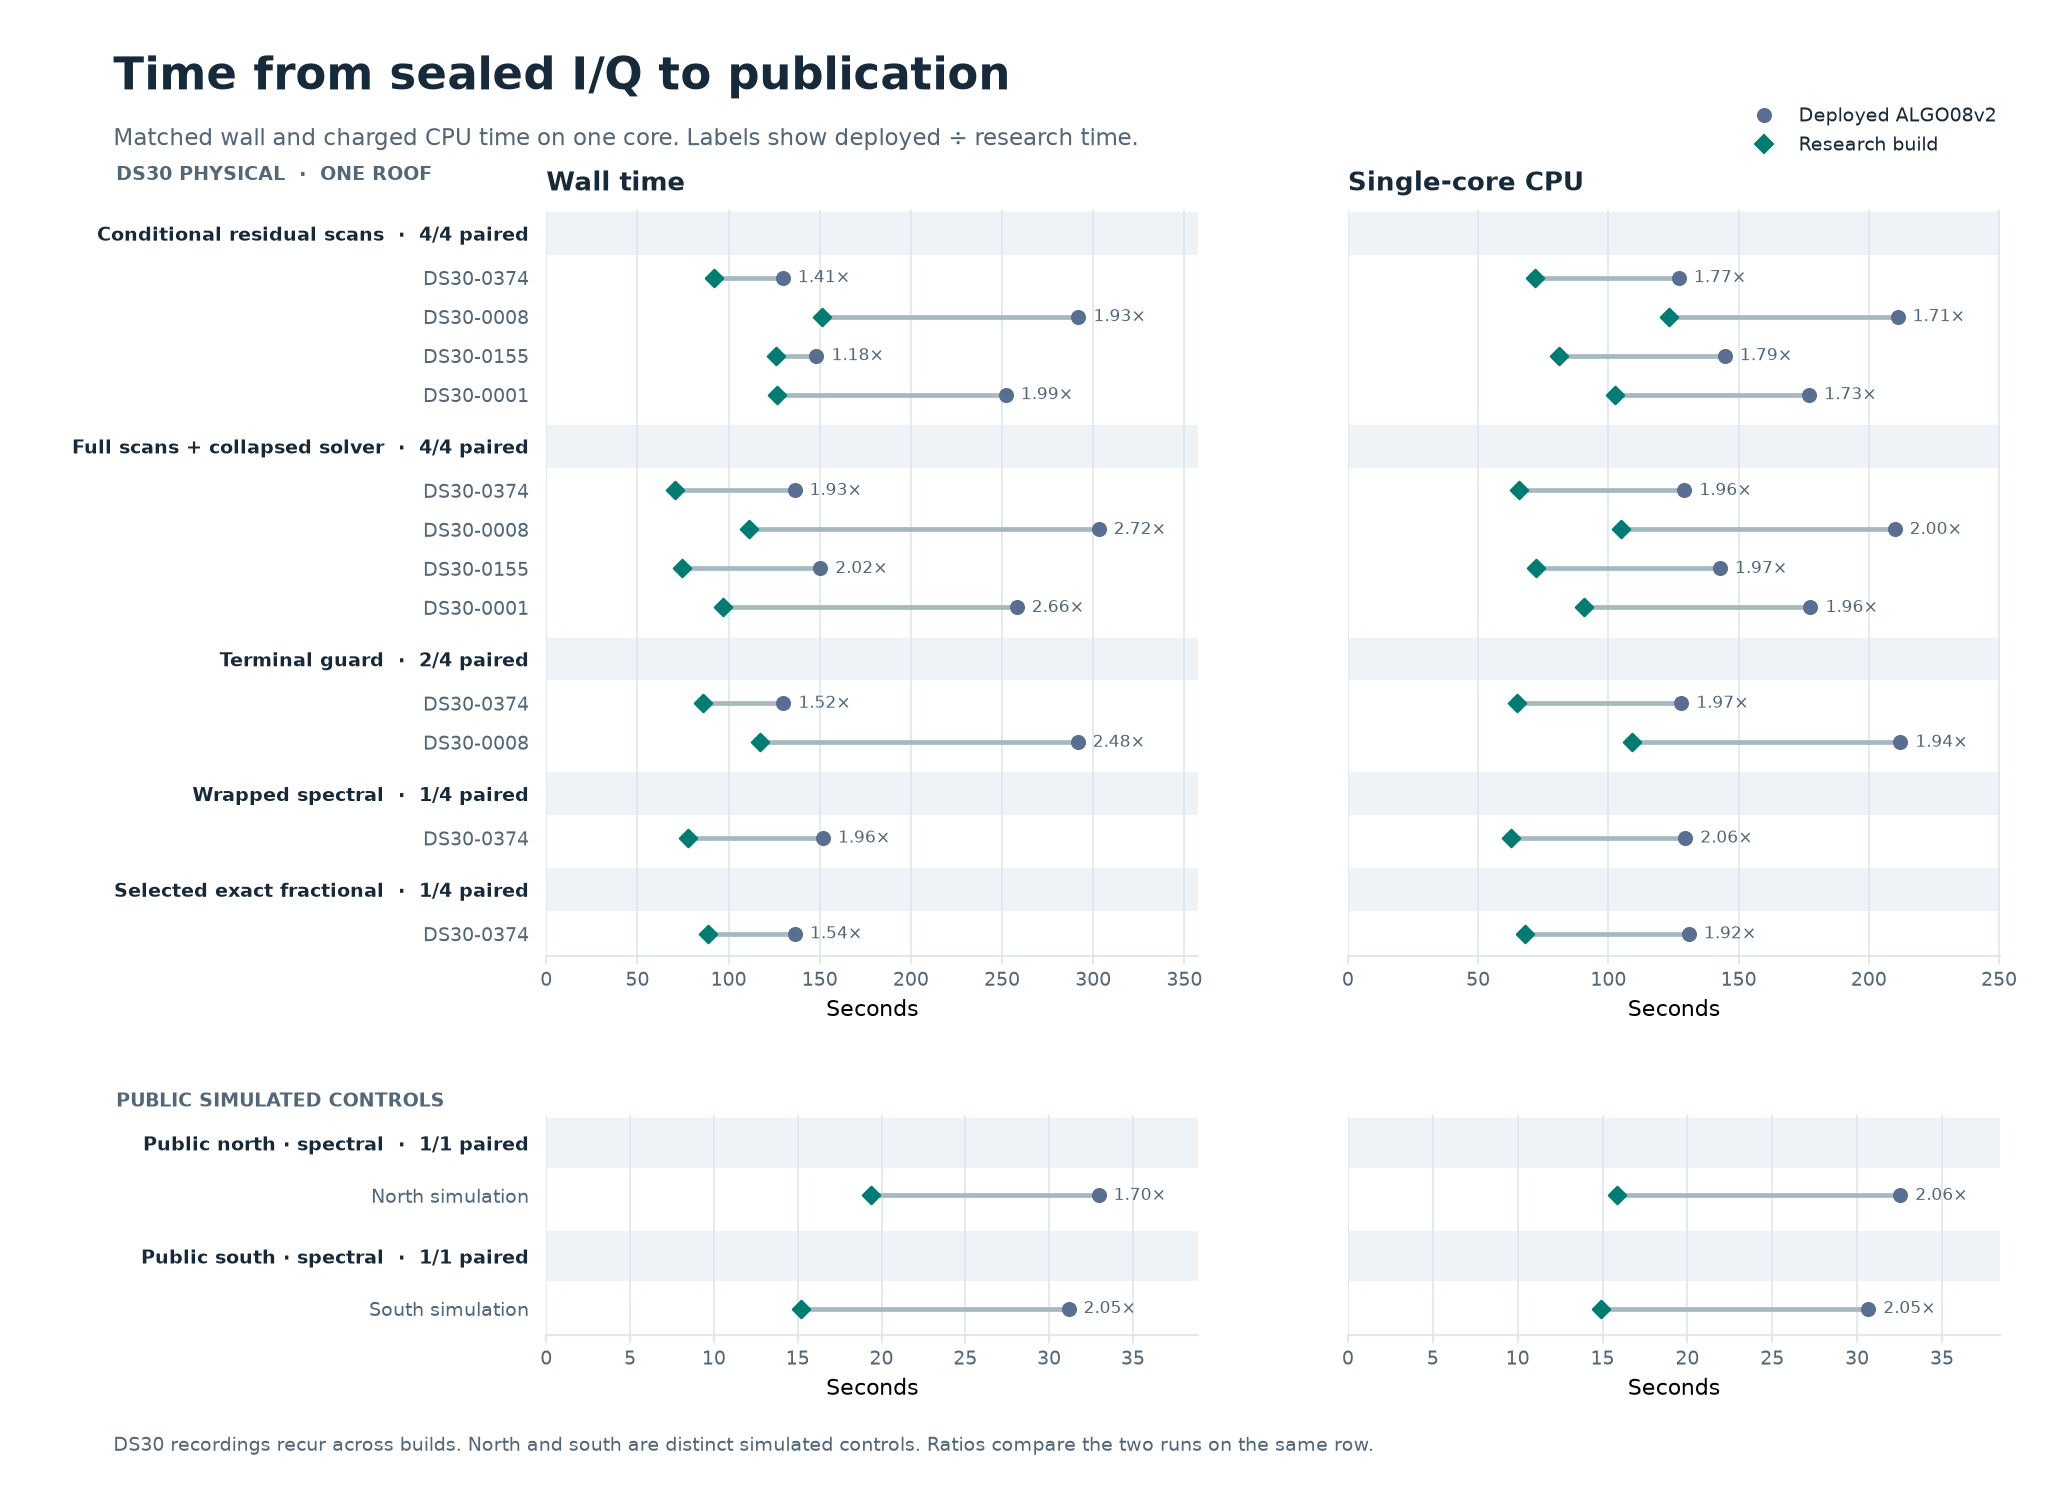 Time from sealed I/Q to publication
Matched wall and charged CPU time on one core. Labels show deployed ÷ research time.
Deployed ALGO08v2
Research build
DS30 PHYSICAL · ONE ROOF
Wall time
Single-core CPU
Conditional residual scans · 4/4 paired
DS30-0374 1.41× 1.77×
DS30-0008 1.93× 1.71×
DS30-0155 1.18× 1.79×
DS30-0001 1.99× 1.73×
Full scans + collapsed solver · 4/4 paired
DS30-0374 1.93× 1.96×
DS30-0008 2.72× 2.00×
DS30-0155 2.02× 1.97×
DS30-0001 2.66× 1.96×
Terminal guard · 2/4 paired
DS30-0374 1.52× 1.97×
DS30-0008 2.48× 1.94×
Wrapped spectral · 1/4 paired
DS30-0374 1.96× 2.06×
Selected exact fractional · 1/4 paired
DS30-0374 1.54× 1.92×
0 50 100 150 200 250 300 350 0 50 100 150 200 250
Seconds Seconds
PUBLIC SIMULATED CONTROLS
Public north · spectral · 1/1 paired
North simulation 1.70× 2.06×
Public south · spectral · 1/1 paired
South simulation 2.05× 2.05×
0 5 10 15 20 25 30 35 0 5 10 15 20 25 30 35
Seconds Seconds
DS30 recordings recur across builds. North and south are distinct simulated controls. Ratios compare the two runs on the same row.